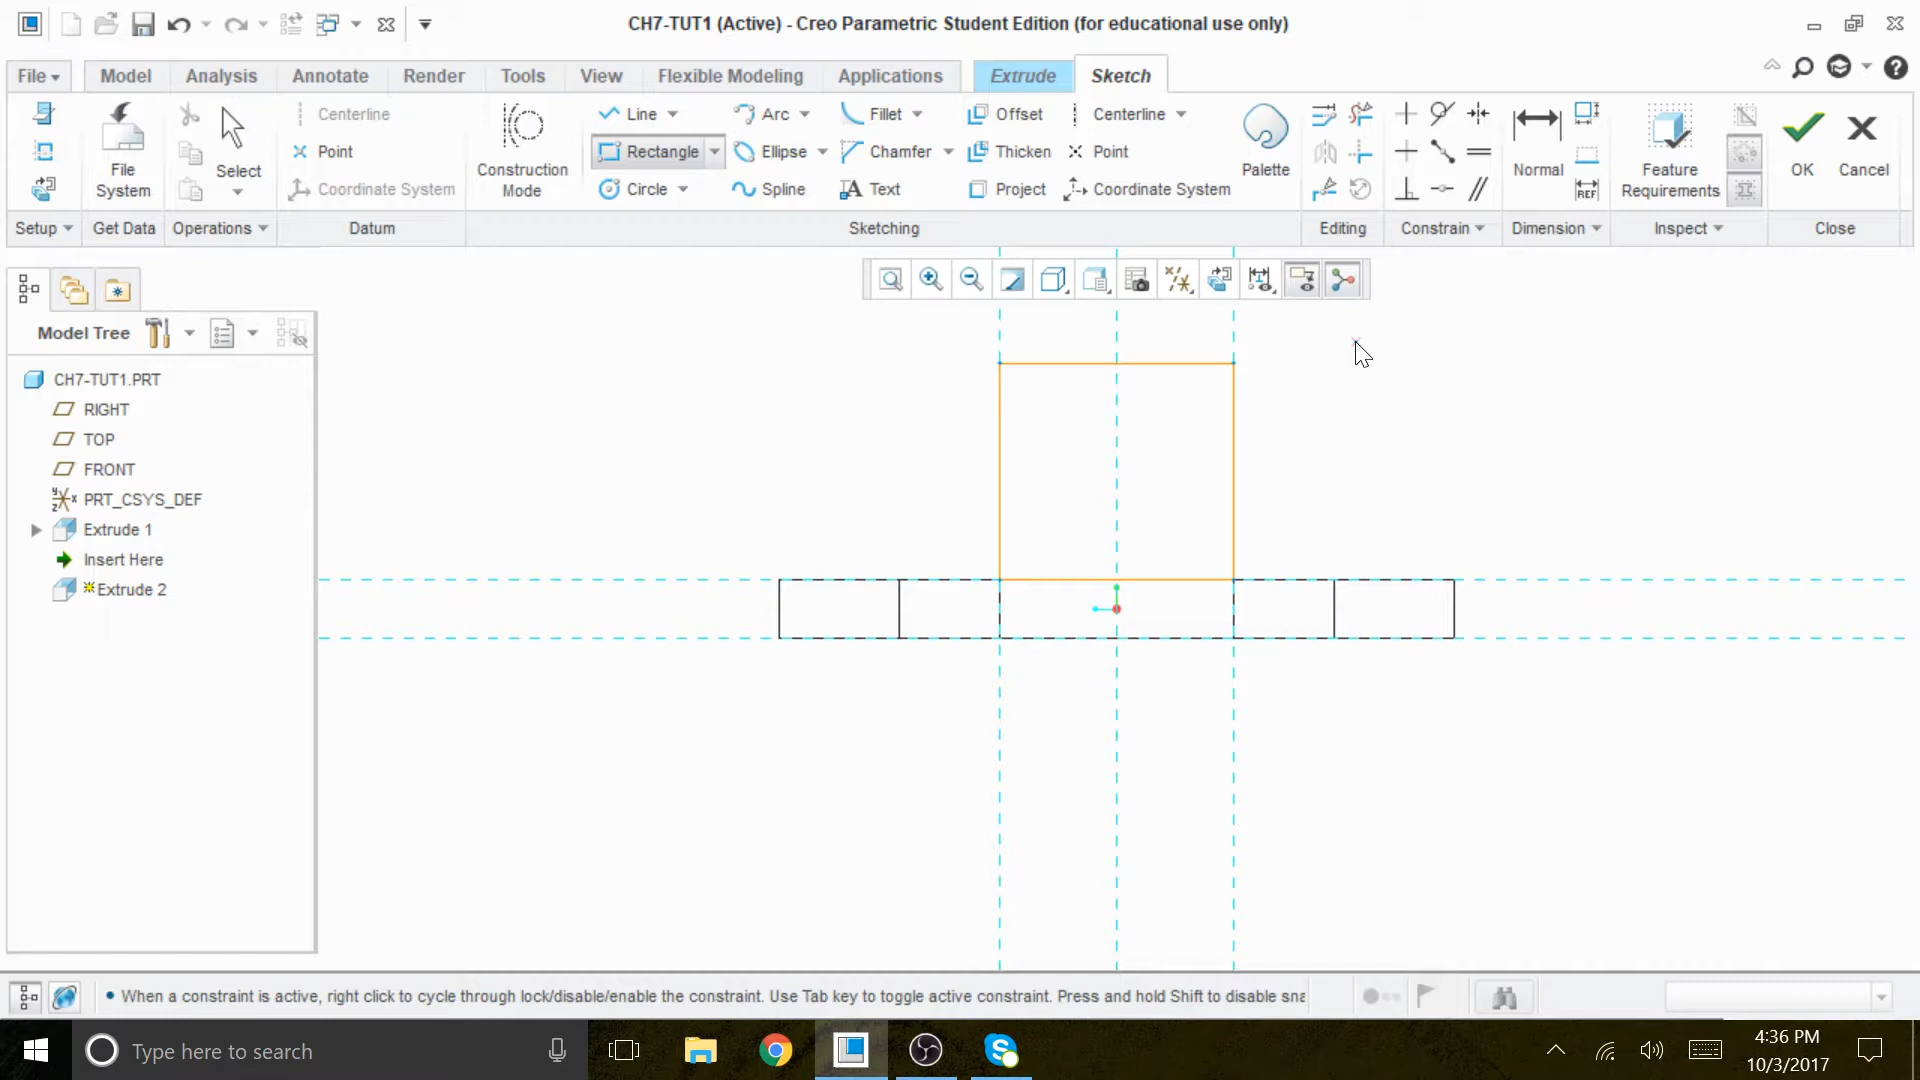 CH7-TUT1 (Active) - Creo Parametric Student Edition (for educational use only)
File Model Analysis Annotate Render Tools View Flexible Modeling Applications Extrude Sketch
Centerline Line Arc Fillet Offset Centerline
Point Rectangle Ellipse Chamfer Thicken Point
Coordinate System Circle Spline Text Project Coordinate System
File System Select Construction Mode Palette Normal REF Feature Requirements OK Cancel
Setup Get Data Operations Datum Sketching Editing Constrain Dimension Inspect Close
Model Tree
CH7-TUT1.PRT
RIGHT
TOP
FRONT
PRT_CSYS_DEF
Extrude 1
Insert Here
Extrude 2
• When a constraint is active, right click to cycle through lock/disable/enable the constraint. Use Tab key to toggle active constraint. Press and hold Shift to disable sna
Type here to search
4:36 PM
10/3/2017